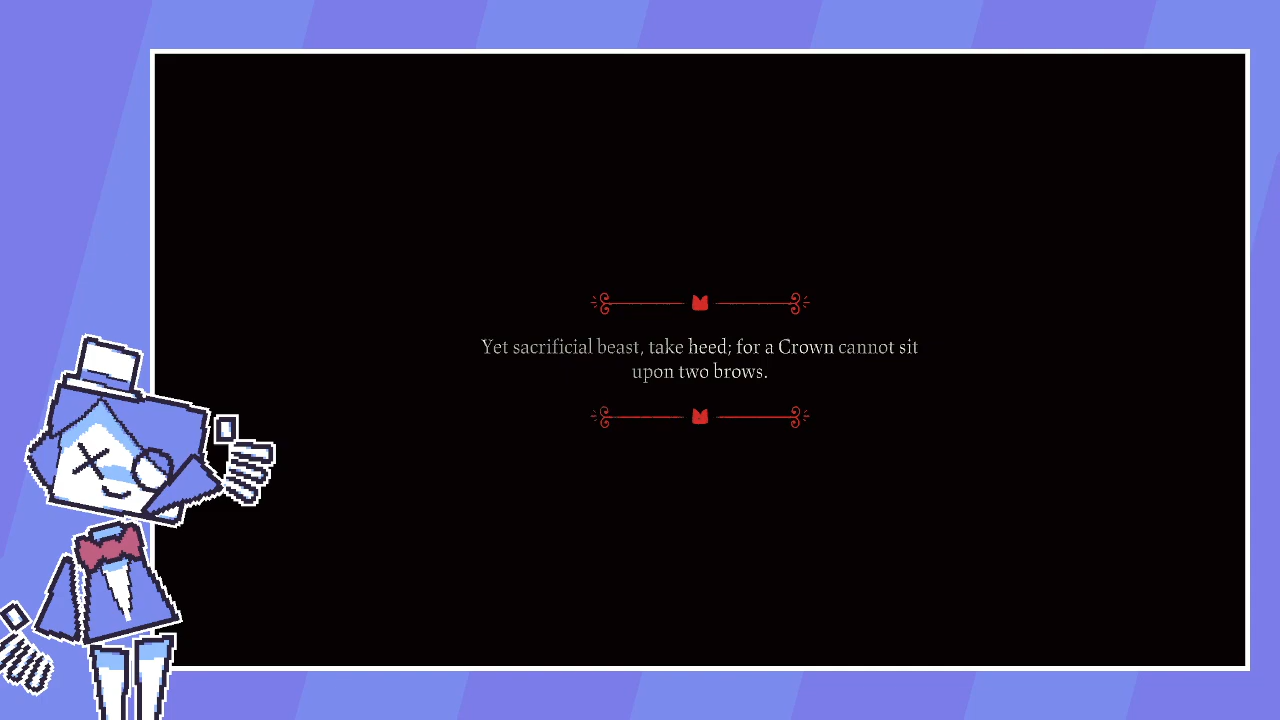 Yet sacrificial beast, take heed; for a Crown cannot sit
upon two brows.